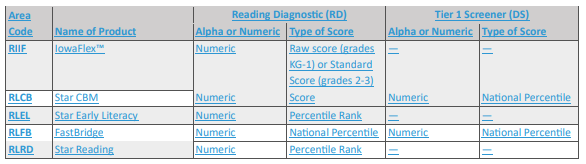 Area Reading Diagnostic (RD) Tier 1 Screener (DS)
Code Name of Product Alpha or Numeric Type of Score Alpha or Numeric Type of Score
RIIF IowaFlex™ Numeric Raw score (grades — —
KG-1) or Standard
Score (grades 2-3)
RLCB Star CBM Numeric Score Numeric National Percentile
RLEL Star Early Literacy Numeric Percentile Rank — —
RLFB FastBridge Numeric National Percentile Numeric National Percentile
RLRD Star Reading Numeric Percentile Rank — —